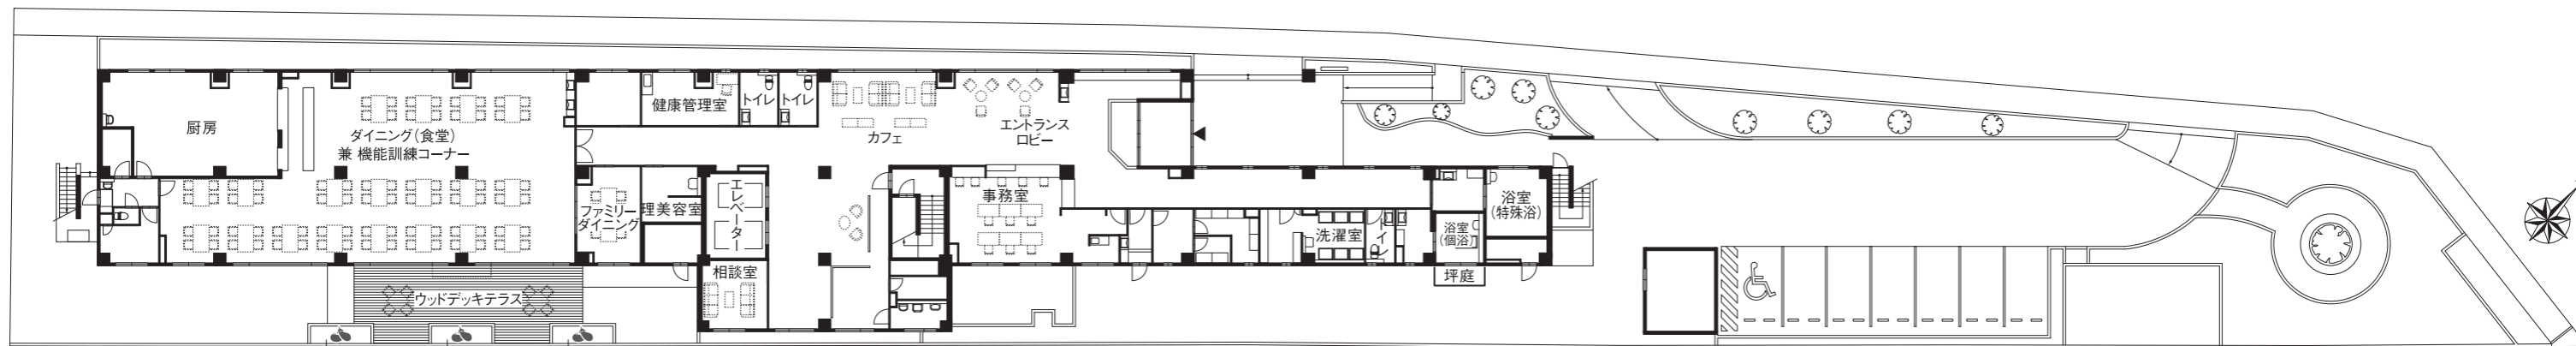 厨房
ダイニング(食堂)
兼 機能訓練コーナー
健康管理室
トイレ
トイレ
カフェ
エントランス
ロビー
ファミリー
ダイニング
理美容室
エレベーター
相談室
事務室
洗濯室
トイレ
浴室
(個浴)
浴室
(特殊浴)
坪庭
ウッドデッキテラス